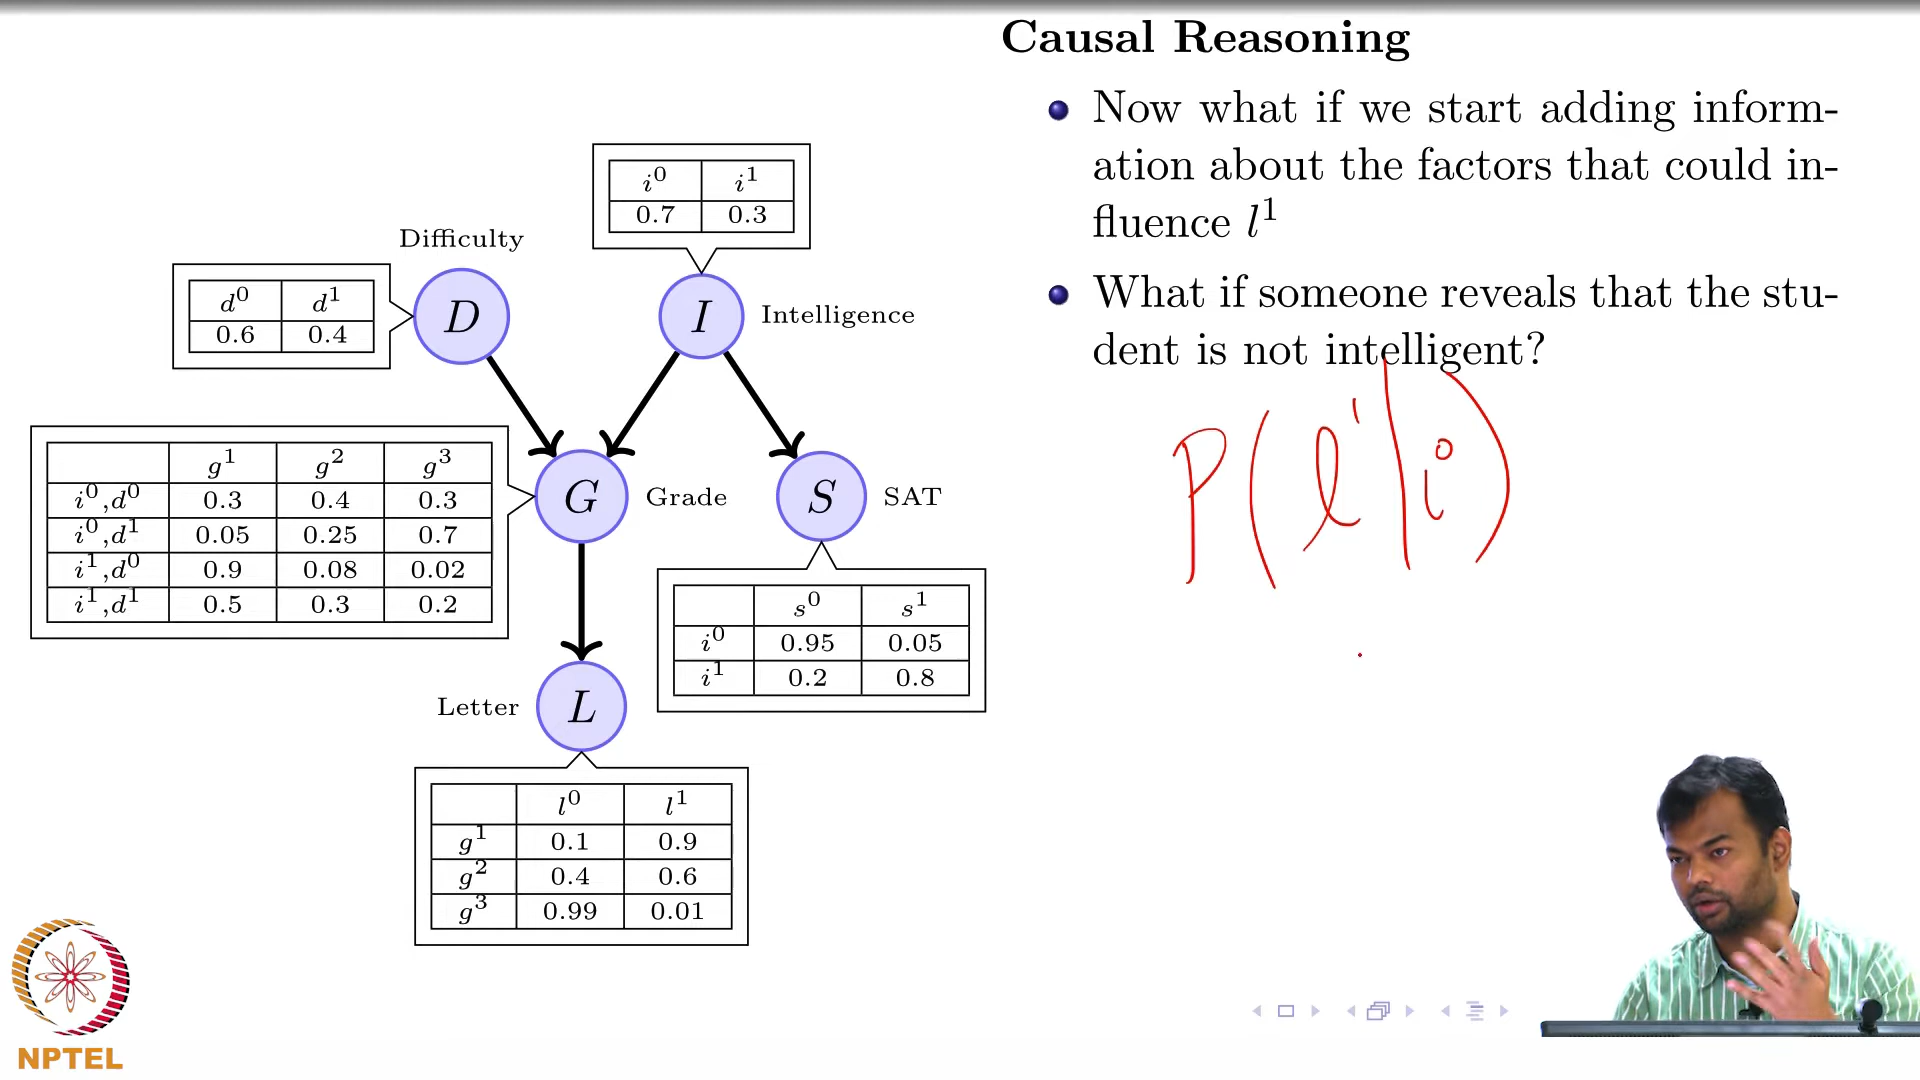 Causal Reasoning
Now what if we start adding inform-
ation about the factors that could in-
fluence l¹
What if someone reveals that the stu-
dent is not intelligent?
P(l¹|i⁰)
i⁰ i¹
0.7 0.3
Difficulty
d⁰ d¹
0.6 0.4
D
I
Intelligence
g¹ g² g³
i⁰,d⁰ 0.3 0.4 0.3
i⁰,d¹ 0.05 0.25 0.7
i¹,d⁰ 0.9 0.08 0.02
i¹,d¹ 0.5 0.3 0.2
G
Grade
S
SAT
s⁰ s¹
i⁰ 0.95 0.05
i¹ 0.2 0.8
Letter
L
l⁰ l¹
g¹ 0.1 0.9
g² 0.4 0.6
g³ 0.99 0.01
NPTEL